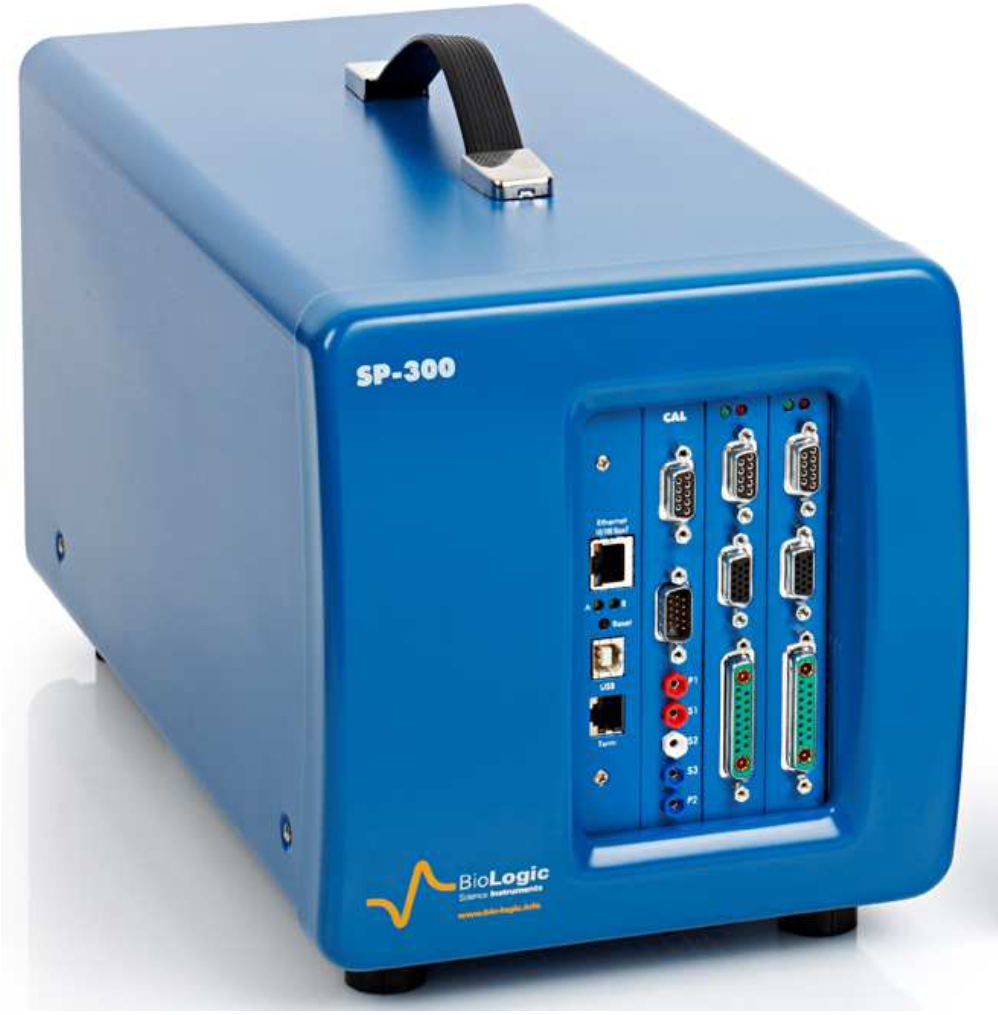 SP-300
CAL
Ethernet
10/100 BaseT
A B
Reset
USB
Term
P1
S1
S2
S3
P2
BioLogic
Science Instruments
www.bio-logic.info